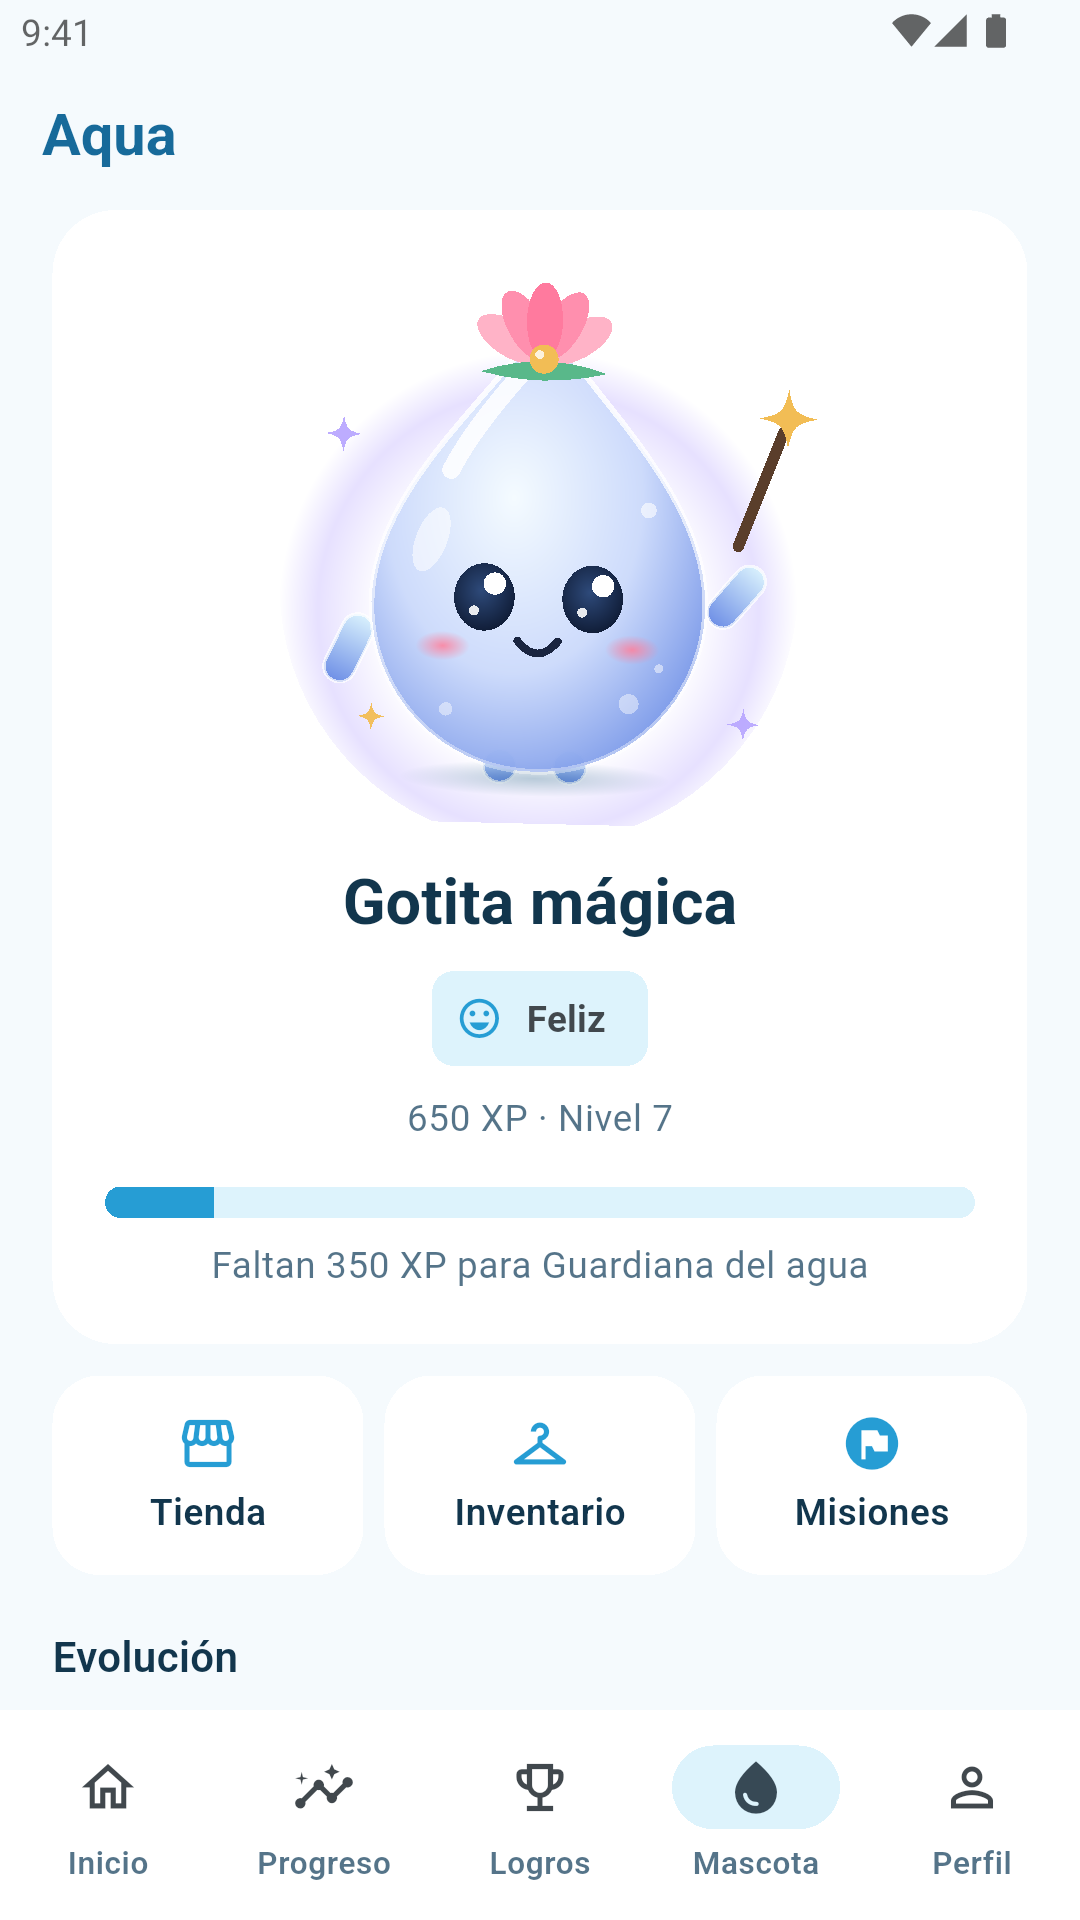 9:41
Aqua
Gotita mágica
Feliz
650 XP · Nivel 7
Faltan 350 XP para Guardiana del agua
Tienda
Inventario
Misiones
Evolución
Inicio
Progreso
Logros
Mascota
Perfil